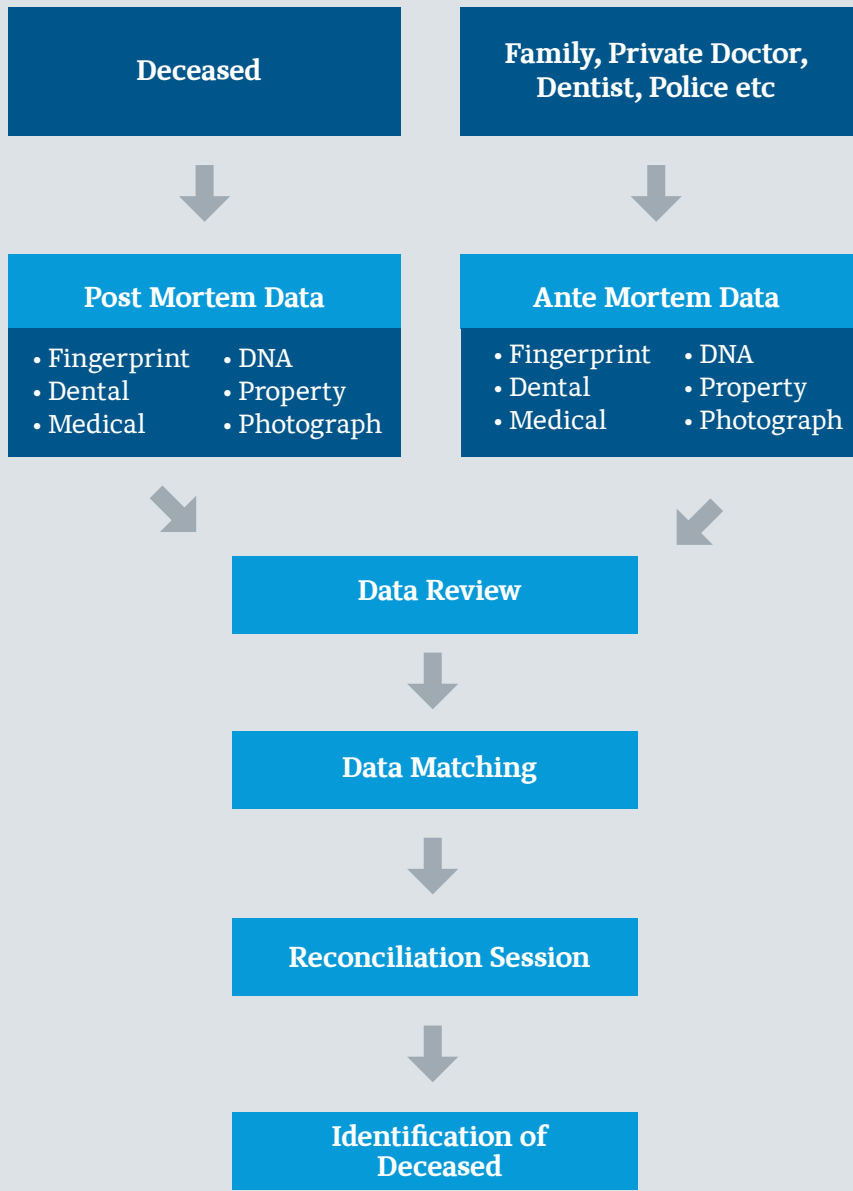 Deceased
Family, Private Doctor,
Dentist, Police etc
Post Mortem Data
• Fingerprint
• Dental
• Medical
• DNA
• Property
• Photograph
Ante Mortem Data
• Fingerprint
• Dental
• Medical
• DNA
• Property
• Photograph
Data Review
Data Matching
Reconciliation Session
Identification of
Deceased